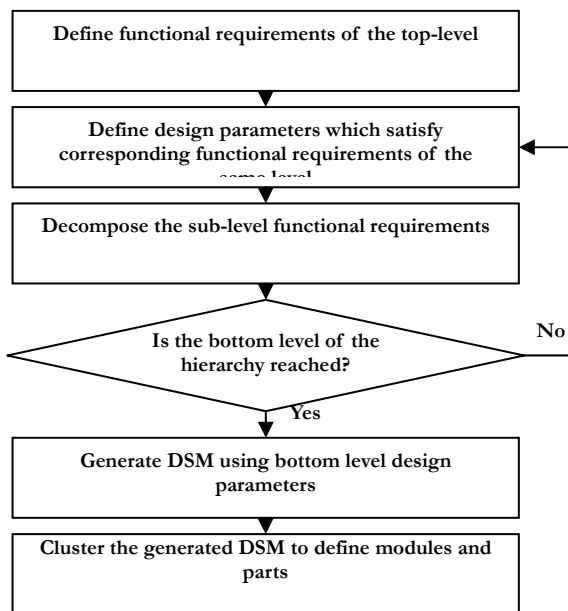 Define functional requirements of the top-level
Define design parameters which satisfy
corresponding functional requirements of the
same level
Decompose the sub-level functional requirements
Is the bottom level of the
hierarchy reached?
No
Yes
Generate DSM using bottom level design
parameters
Cluster the generated DSM to define modules and
parts